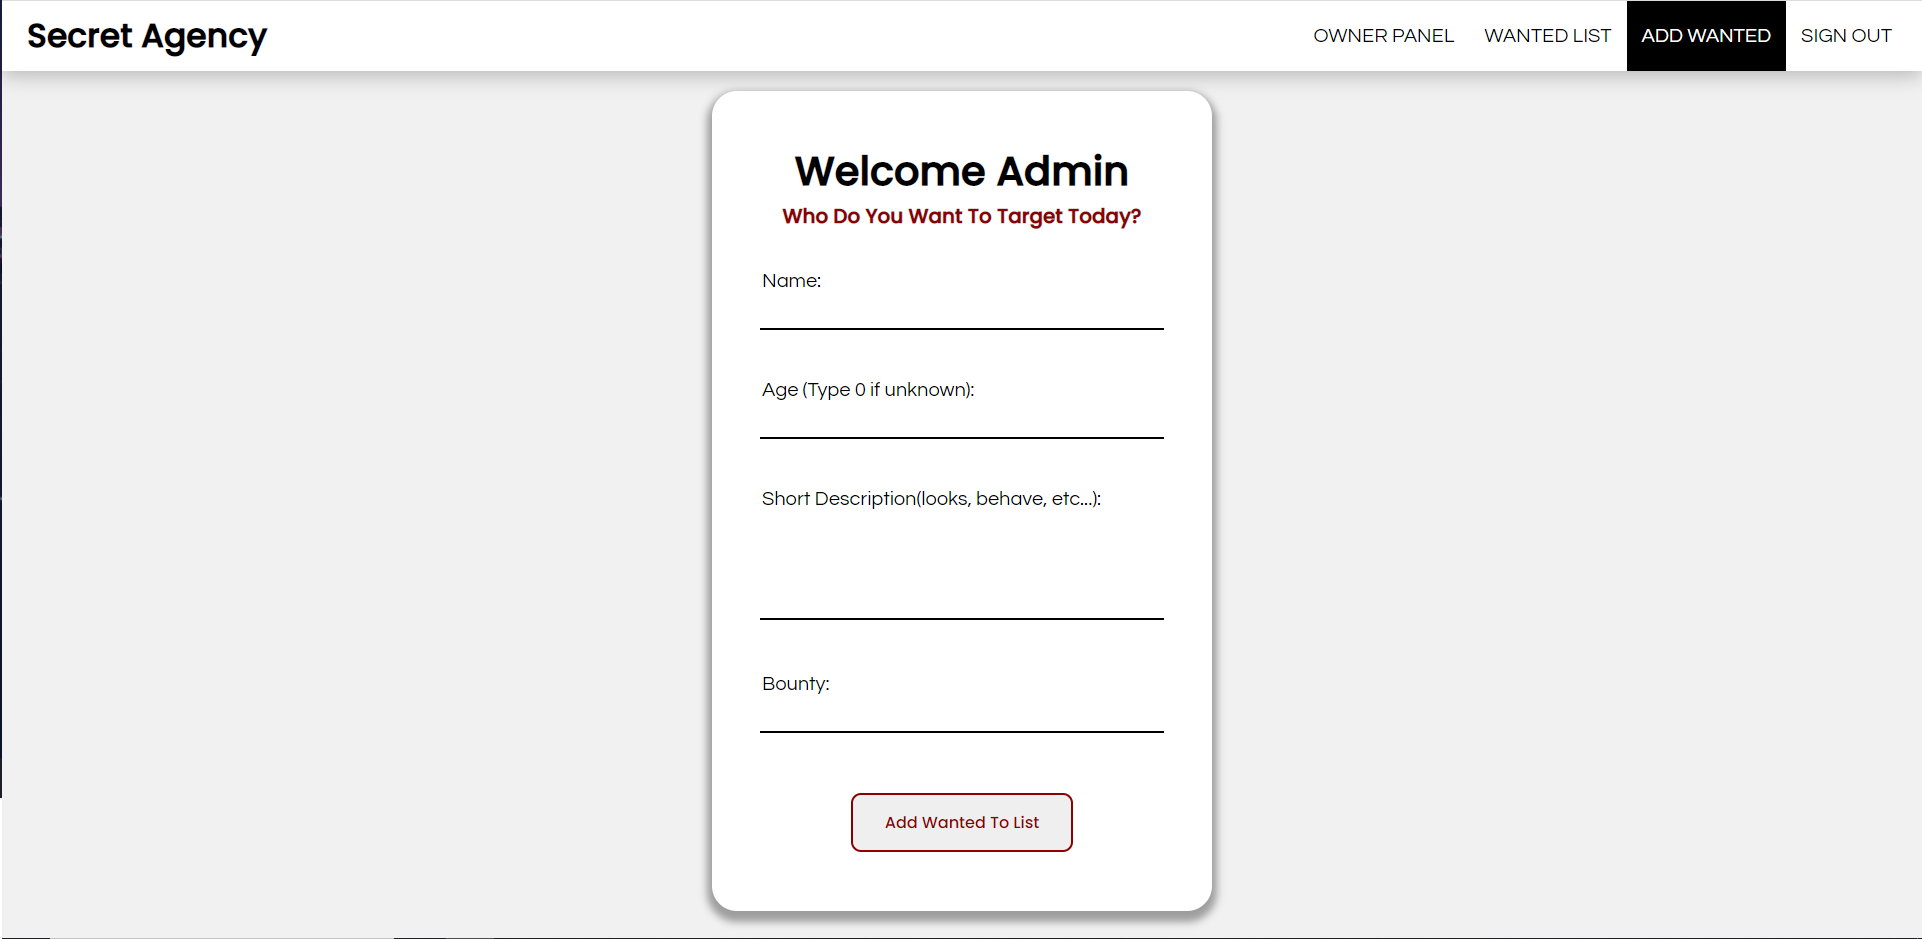 Secret Agency
OWNER PANEL
WANTED LIST
ADD WANTED
SIGN OUT
Welcome Admin
Who Do You Want To Target Today?
Name:
Age (Type 0 if unknown):
Short Description(looks, behave, etc...):
Bounty:
Add Wanted To List